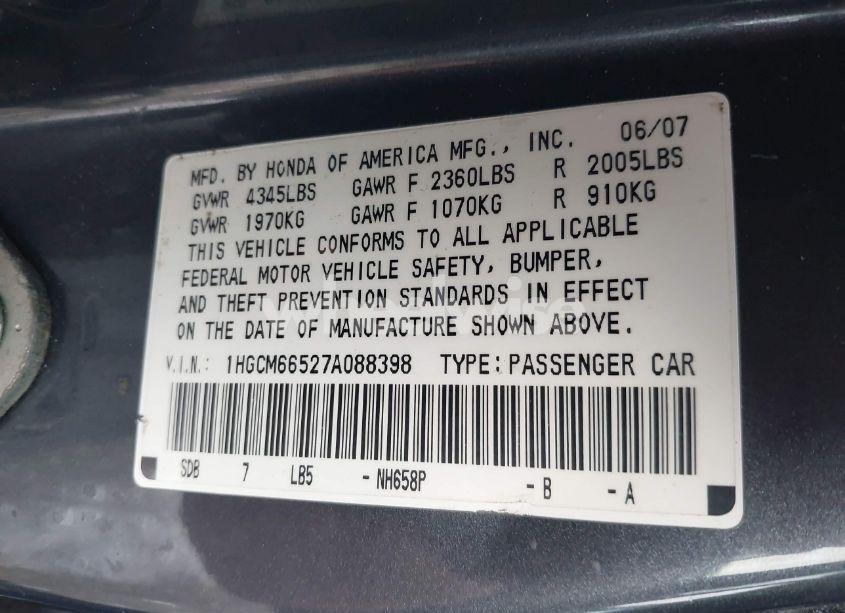 MFD. BY HONDA OF AMERICA MFG., INC. 06/07
GVWR 4345LBS GAWR F 2360LBS R 2005LBS
GVWR 1970KG GAWR F 1070KG R 910KG
THIS VEHICLE CONFORMS TO ALL APPLICABLE
FEDERAL MOTOR VEHICLE SAFETY, BUMPER,
AND THEFT PREVENTION STANDARDS IN EFFECT
ON THE DATE OF MANUFACTURE SHOWN ABOVE.
V.I.N.: 1HGCM66527A088398 TYPE: PASSENGER CAR
SDB 7 LB5 -NH658P -B -A